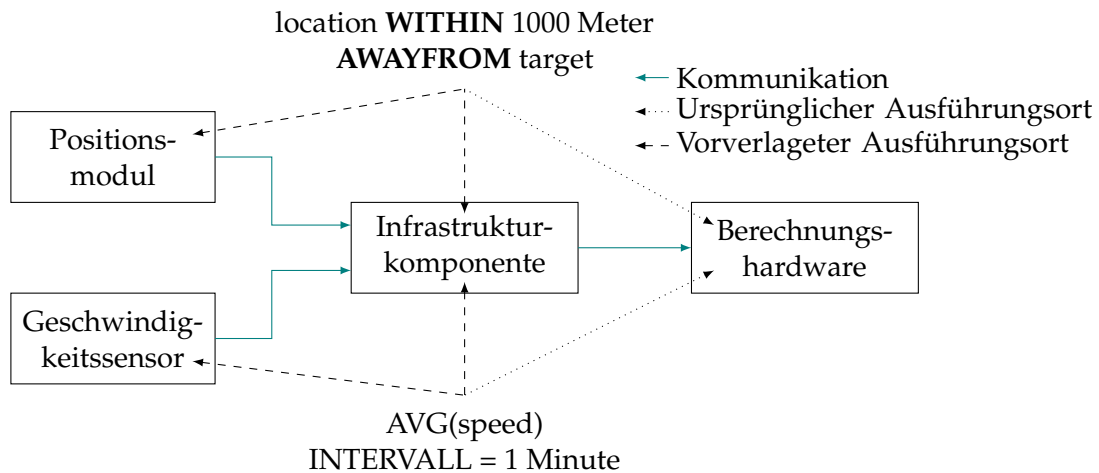 location WITHIN 1000 Meter
AWAYFROM target
Kommunikation
Ursprünglicher Ausführungsort
Vorverlageter Ausführungsort
Positions-
modul
Infrastruktur-
komponente
Berechnungs-
hardware
Geschwindig-
keitssensor
AVG(speed)
INTERVALL = 1 Minute